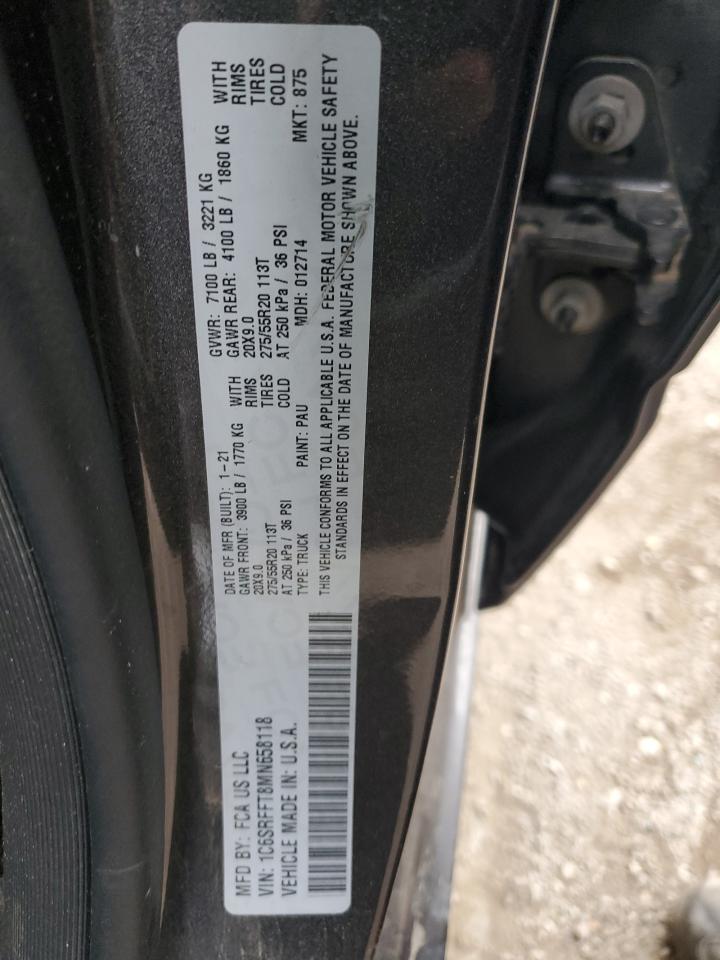 MFD BY: FCA US LLC
DATE OF MFR (BUILT): 1-21
GVWR: 7100 LB / 3221 KG
GAWR FRONT: 3900 LB / 1770 KG WITH
GAWR REAR: 4100 LB / 1860 KG WITH
20X9.0 RIMS
20X9.0 RIMS
275/55R20 113T TIRES
275/55R20 113T TIRES
AT 250 kPa / 36 PSI COLD
AT 250 kPa / 36 PSI COLD
VIN: 1C6SRFFT8MN658118
TYPE: TRUCK PAINT: PAU MDH: 012714 MKT: 875
VEHICLE MADE IN: U.S.A.
THIS VEHICLE CONFORMS TO ALL APPLICABLE U.S.A. FEDERAL MOTOR VEHICLE SAFETY
STANDARDS IN EFFECT ON THE DATE OF MANUFACTURE SHOWN ABOVE.